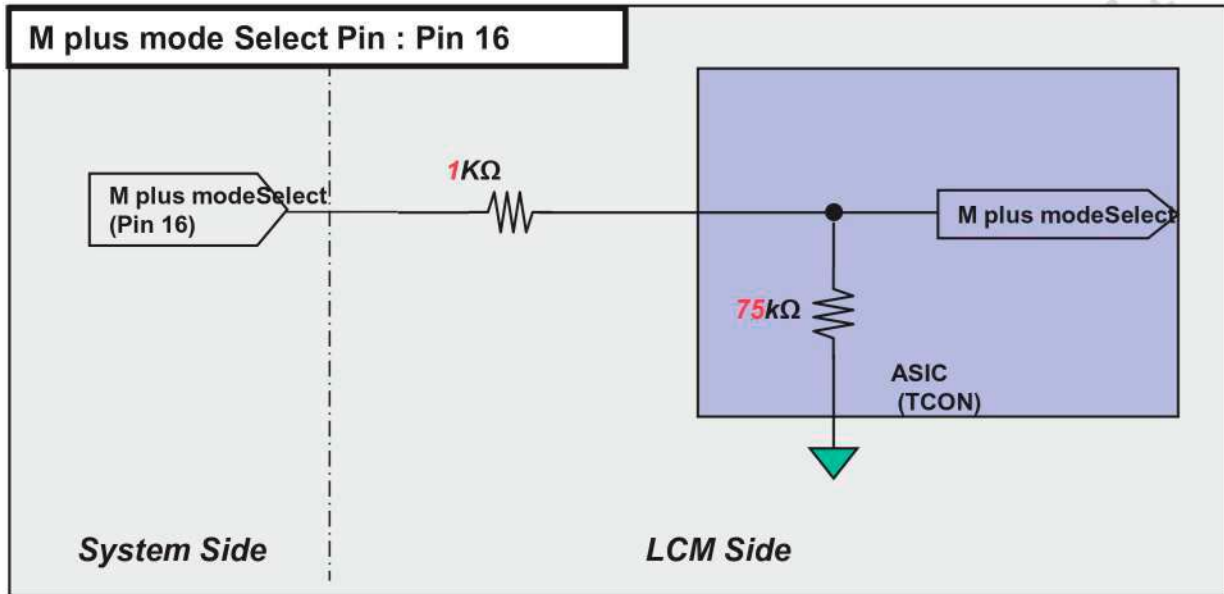 M plus mode Select Pin : Pin 16
1KΩ
M plus modeSelect
(Pin 16)
M plus modeSelect
75kΩ
ASIC
(TCON)
System Side
LCM Side